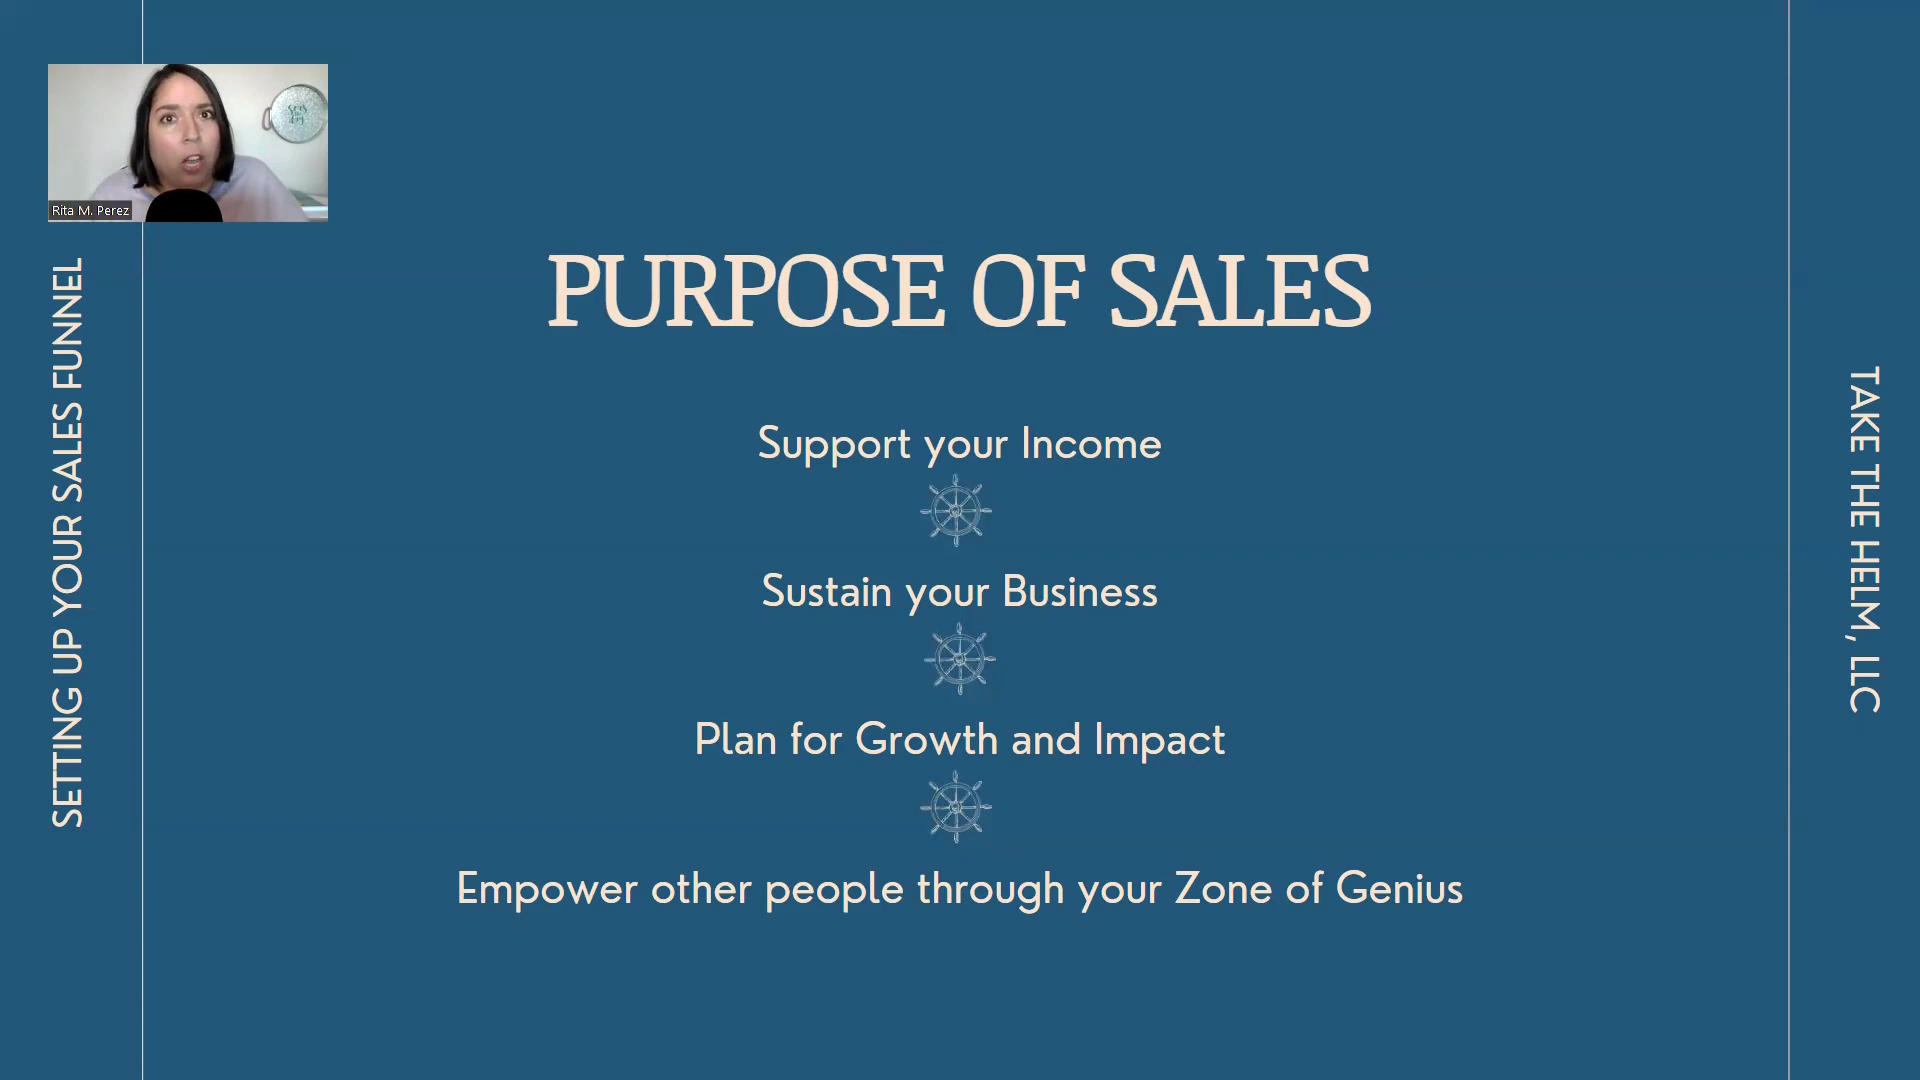 Rita M. Perez
SETTING UP YOUR SALES FUNNEL
PURPOSE OF SALES
Support your Income
Sustain your Business
Plan for Growth and Impact
Empower other people through your Zone of Genius
TAKE THE HELM, LLC